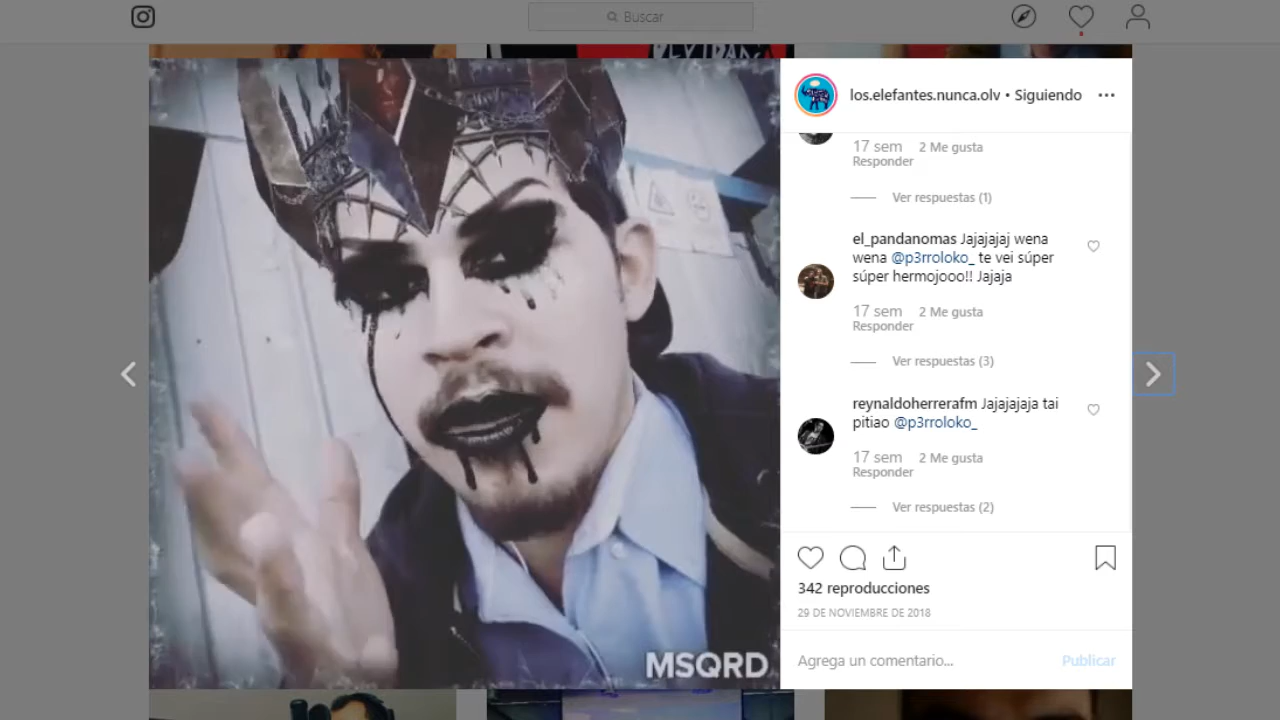 Buscar
los.elefantes.nunca.olv • Siguiendo
17 sem 2 Me gusta
Responder
Ver respuestas (1)
el_pandanomas Jajajajaj wena
wena @p3rroloko_ te vei súper
súper hermojooo!! Jajaja
17 sem 2 Me gusta
Responder
Ver respuestas (3)
reynaldoherrerafm Jajajajaja tai
pitiao @p3rroloko_
17 sem 2 Me gusta
Responder
Ver respuestas (2)
342 reproducciones
29 DE NOVIEMBRE DE 2018
Agrega un comentario... Publicar
MSQRD